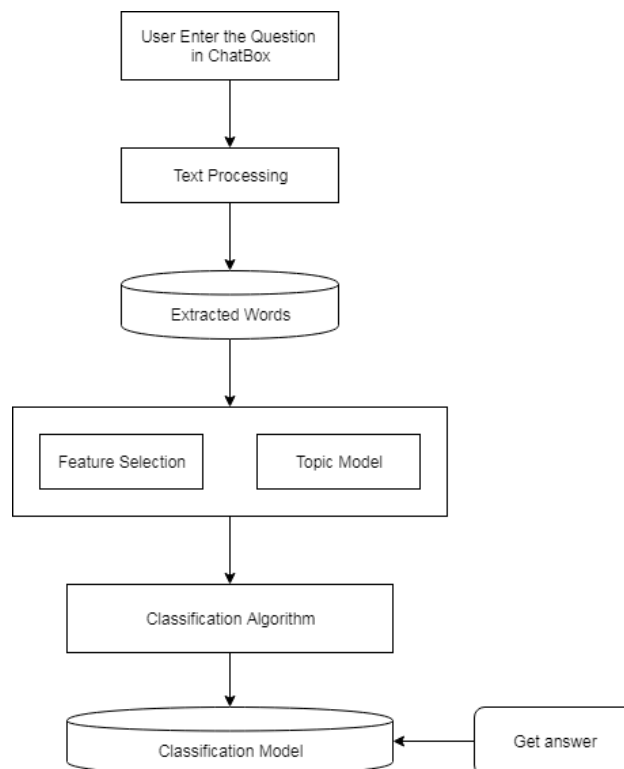 User Enter the Question
in ChatBox
Text Processing
Extracted Words
Feature Selection
Topic Model
Classification Algorithm
Classification Model
Get answer